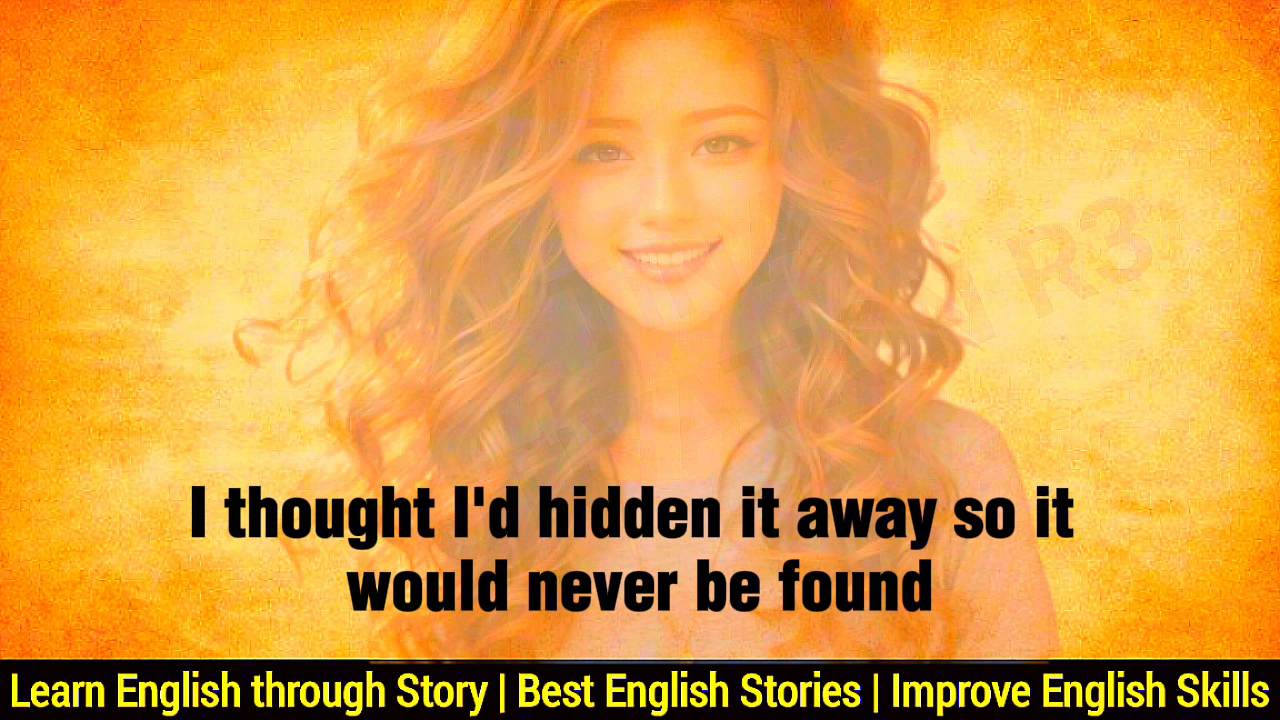 I thought I'd hidden it away so it
would never be found
Learn English through Story | Best English Stories | Improve English Skills